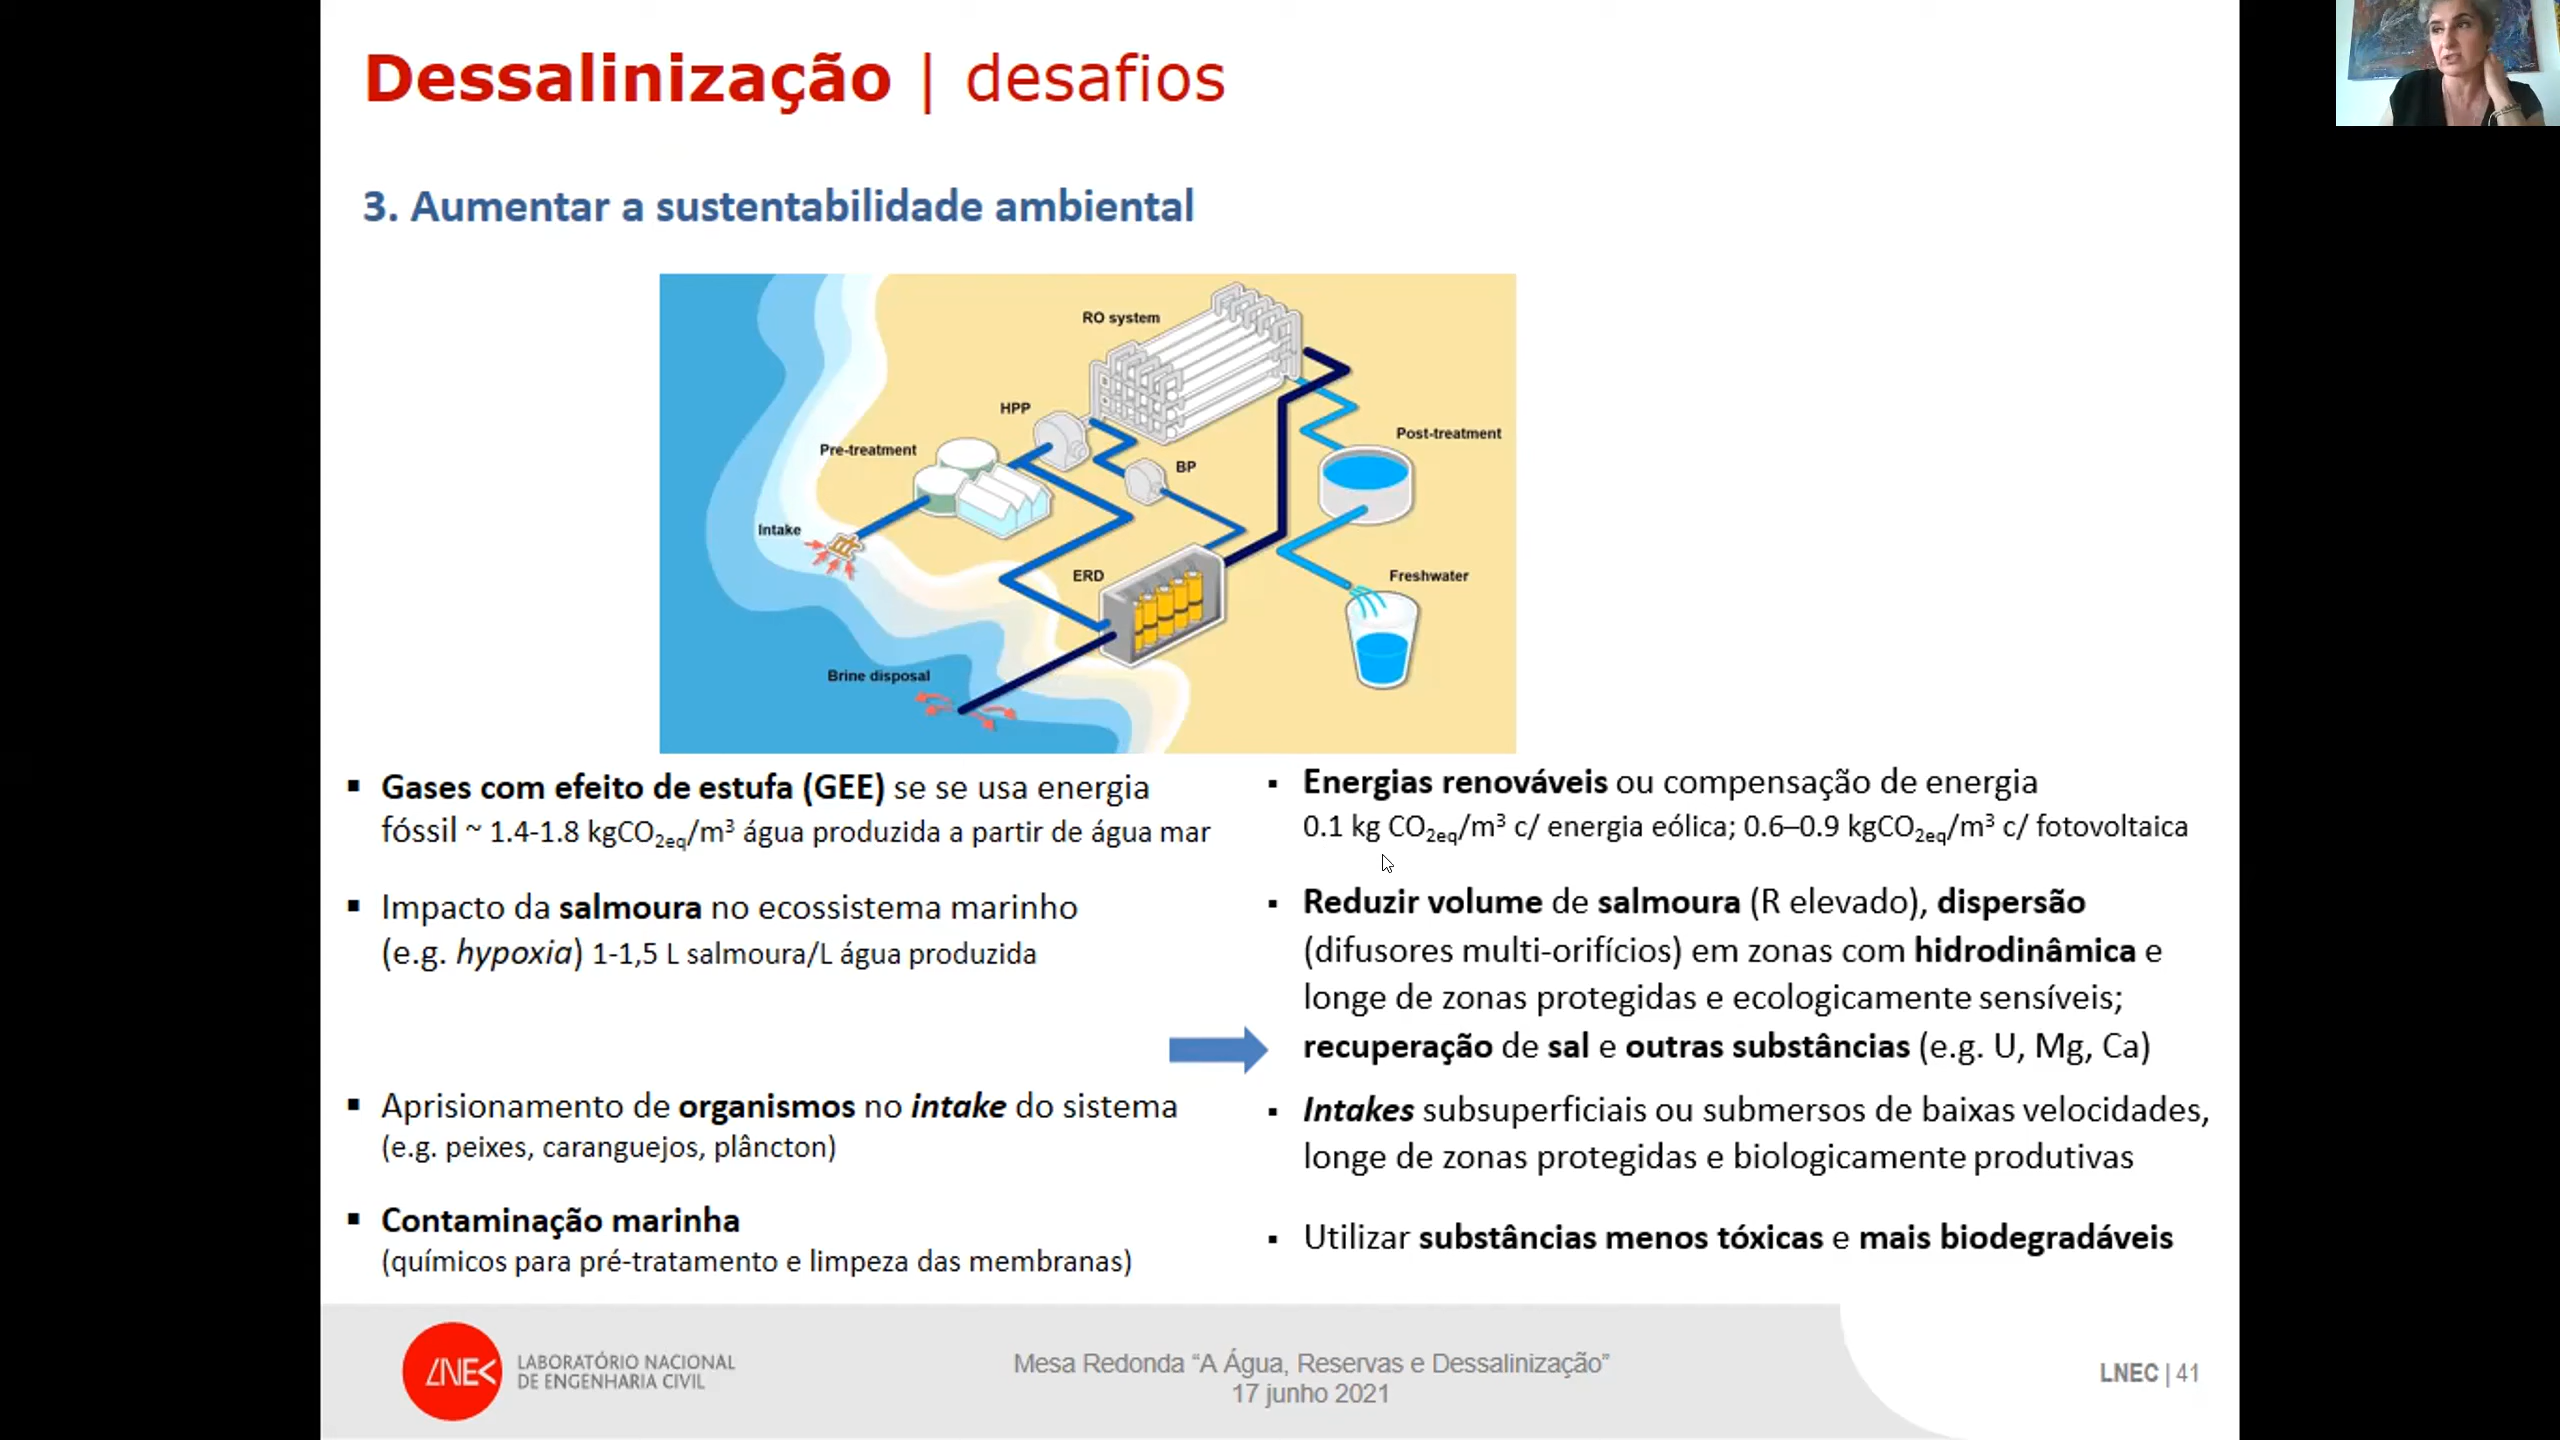 Dessalinização | desafios
3. Aumentar a sustentabilidade ambiental
RO system
HPP
Pre-treatment
Post-treatment
BP
Intake
ERD
Freshwater
Brine disposal
▪ Gases com efeito de estufa (GEE) se se usa energia
fóssil ~ 1.4-1.8 kgCO₂eq/m³ água produzida a partir de água mar
▪ Impacto da salmoura no ecossistema marinho
(e.g. hypoxia) 1-1,5 L salmoura/L água produzida
▪ Aprisionamento de organismos no intake do sistema
(e.g. peixes, caranguejos, plâncton)
▪ Contaminação marinha
(químicos para pré-tratamento e limpeza das membranas)
▪ Energias renováveis ou compensação de energia
0.1 kg CO₂eq/m³ c/ energia eólica; 0.6–0.9 kgCO₂eq/m³ c/ fotovoltaica
▪ Reduzir volume de salmoura (R elevado), dispersão
(difusores multi-orifícios) em zonas com hidrodinâmica e
longe de zonas protegidas e ecologicamente sensíveis;
recuperação de sal e outras substâncias (e.g. U, Mg, Ca)
▪ Intakes subsuperficiais ou submersos de baixas velocidades,
longe de zonas protegidas e biologicamente produtivas
▪ Utilizar substâncias menos tóxicas e mais biodegradáveis
LNEC
LABORATÓRIO NACIONAL
DE ENGENHARIA CIVIL
Mesa Redonda “A Água, Reservas e Dessalinização”
17 junho 2021
LNEC | 41